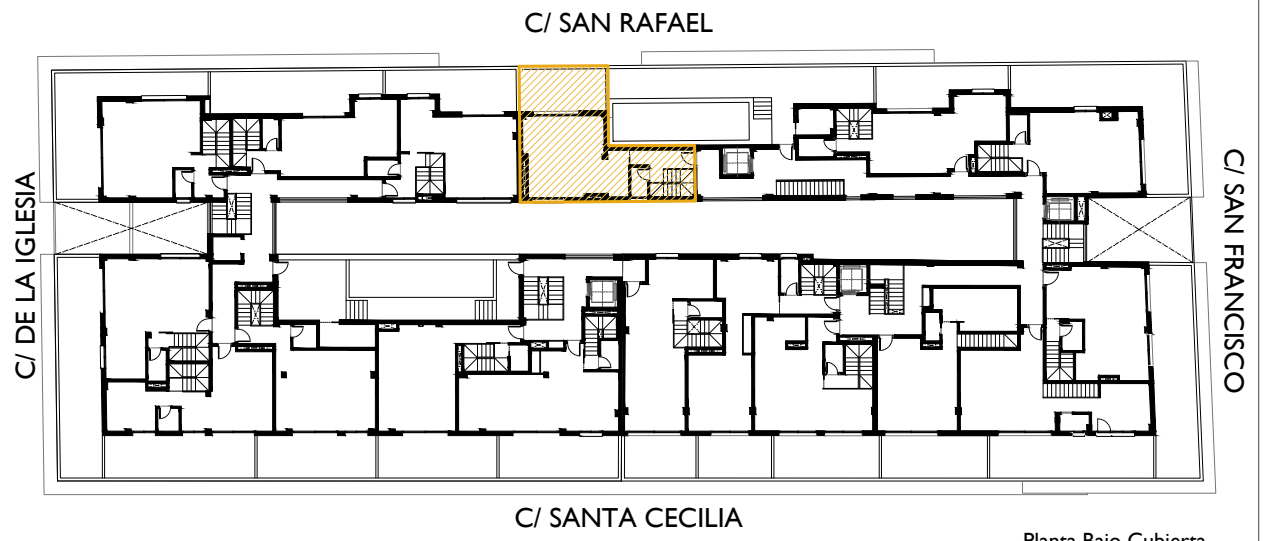 C/ SAN RAFAEL
C/ DE LA IGLESIA
C/ SAN FRANCISCO
C/ SANTA CECILIA
Planta Bajo Cubierta